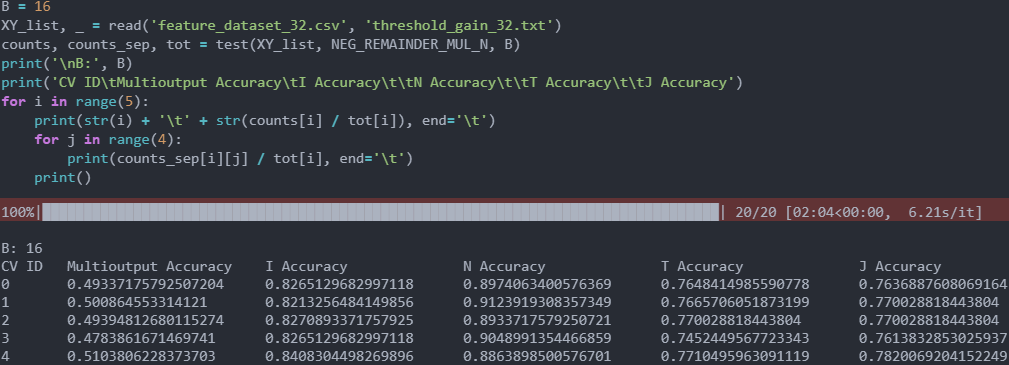 B = 16
XY_list, _ = read('feature_dataset_32.csv', 'threshold_gain_32.txt')
counts, counts_sep, tot = test(XY_list, NEG_REMAINDER_MUL_N, B)
print('\nB:', B)
print('CV ID\tMultioutput Accuracy\tI Accuracy\t\tN Accuracy\t\tT Accuracy\t\tJ Accuracy')
for i in range(5):
    print(str(i) + '\t' + str(counts[i] / tot[i]), end='\t')
    for j in range(4):
        print(counts_sep[i][j] / tot[i], end='\t')
    print()
100%| | 20/20 [02:04<00:00, 6.21s/it]
B: 16
CV ID Multioutput Accuracy I Accuracy N Accuracy T Accuracy J Accuracy
0 0.49337175792507204 0.8265129682997118 0.8974063400576369 0.7648414985590778 0.7636887608069164
1 0.500864553314121 0.8213256484149856 0.9123919308357349 0.7665706051873199 0.770028818443804
2 0.49394812680115274 0.8270893371757925 0.8933717579250721 0.770028818443804 0.770028818443804
3 0.4783861671469741 0.8265129682997118 0.9048991354466859 0.7452449567723343 0.7613832853025937
4 0.5103806228373703 0.8408304498269896 0.8863898500576701 0.7710495963091119 0.7820069204152249